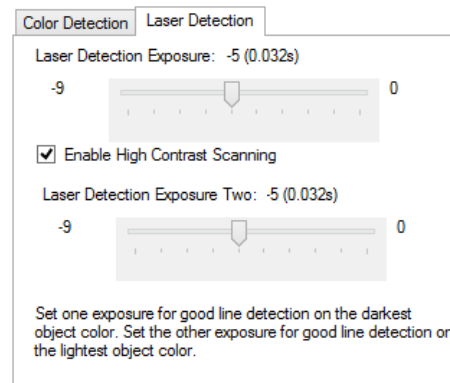 Color Detection Laser Detection
Laser Detection Exposure: -5 (0.032s)
-9 0
Enable High Contrast Scanning
Laser Detection Exposure Two: -5 (0.032s)
-9 0
Set one exposure for good line detection on the darkest
object color. Set the other exposure for good line detection on
the lightest object color.